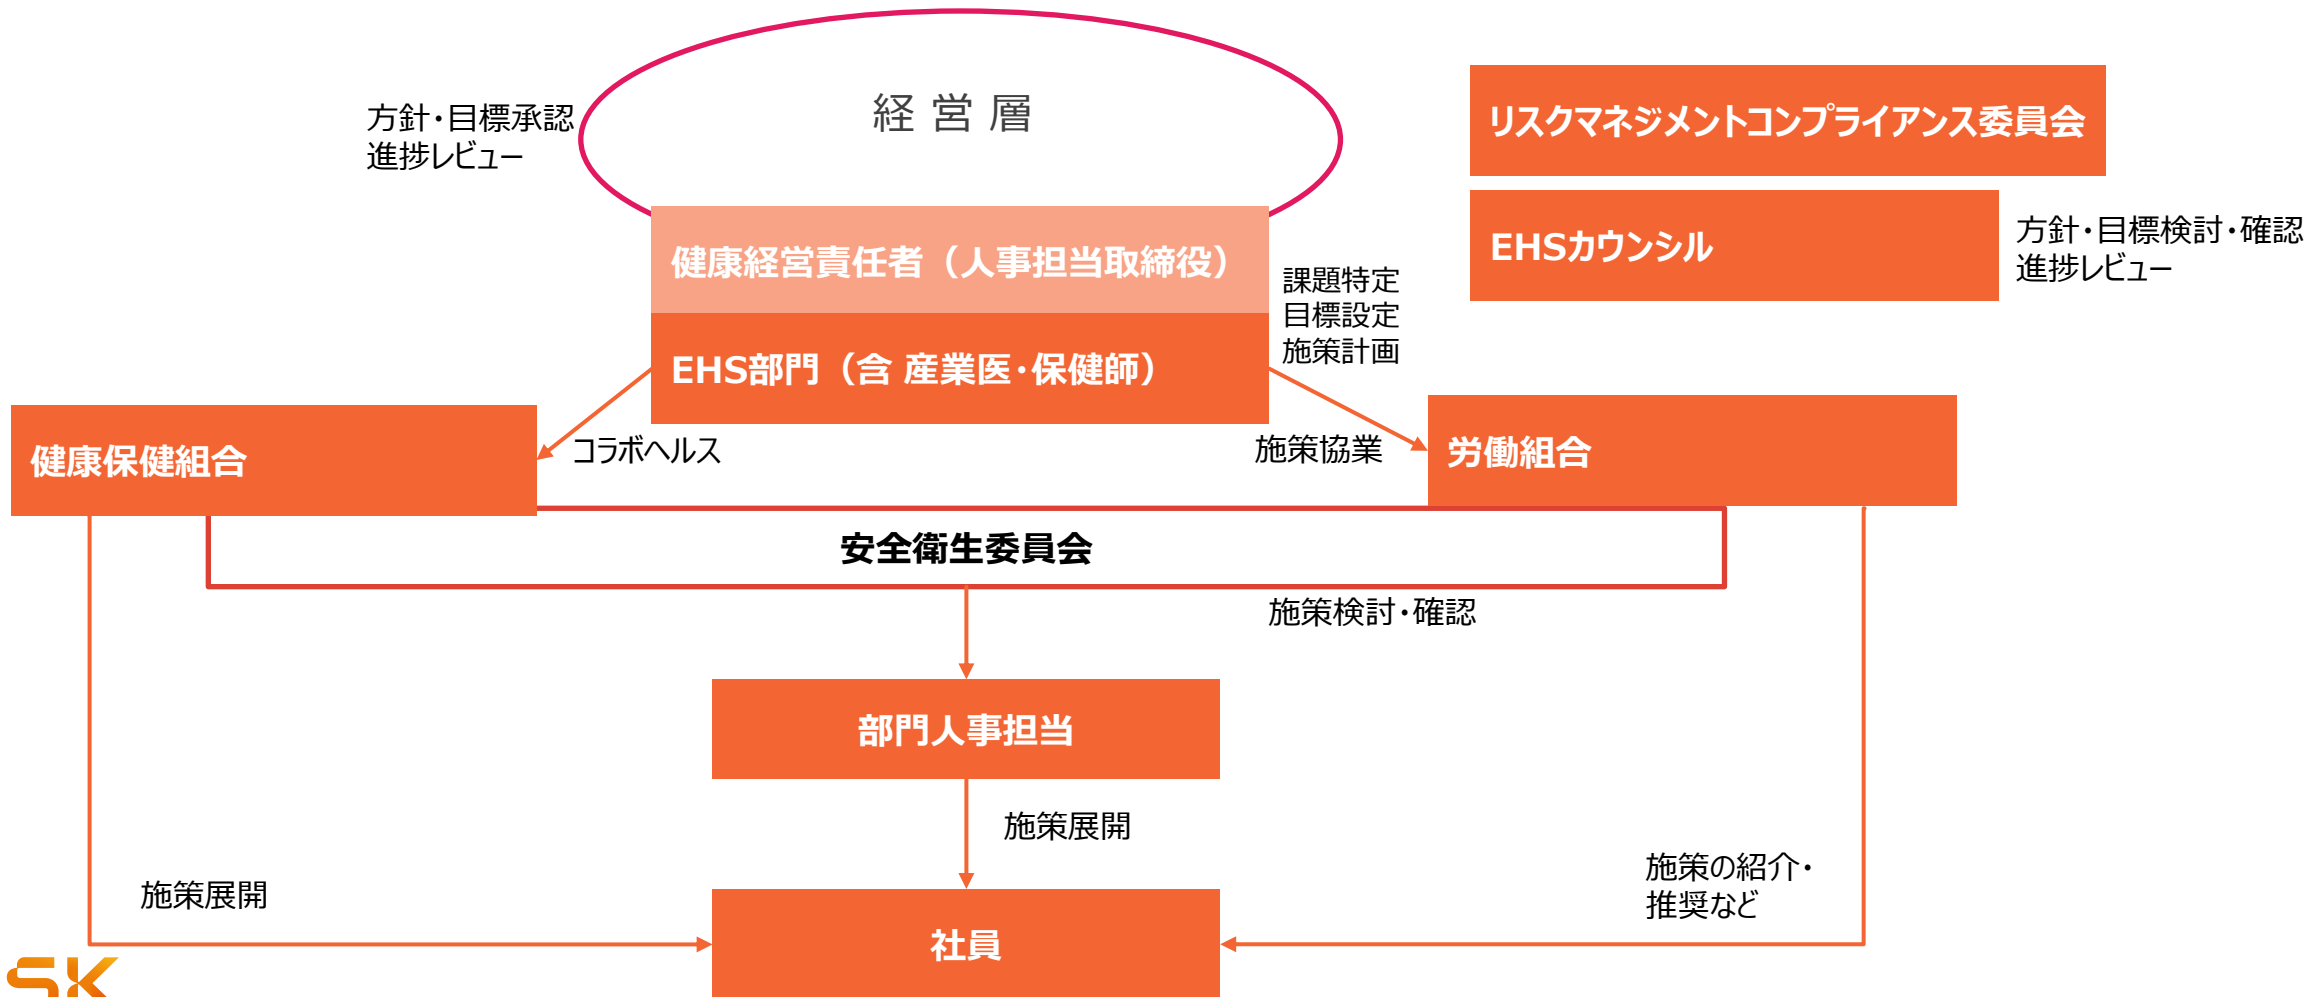 経営層
方針・目標承認
進捗レビュー
リスクマネジメントコンプライアンス委員会
EHSカウンシル
方針・目標検討・確認
進捗レビュー
健康経営責任者（人事担当取締役）
課題特定
目標設定
施策計画
EHS部門（含 産業医・保健師）
健康保健組合
コラボヘルス
施策協業
労働組合
安全衛生委員会
施策検討・確認
部門人事担当
施策展開
施策展開
施策の紹介・
推奨など
社員
SK